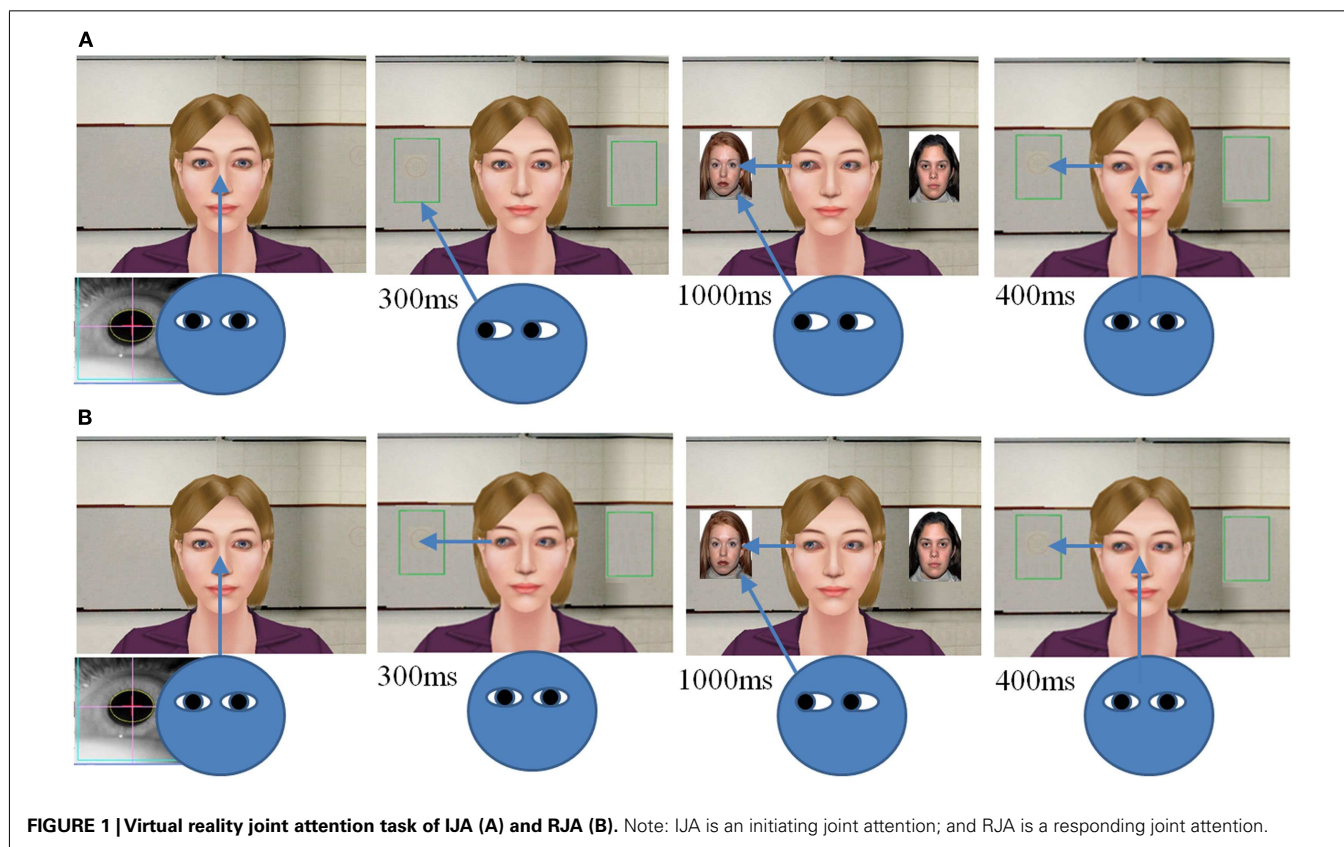 A
300ms
1000ms
400ms
B
300ms
1000ms
400ms
FIGURE 1 | Virtual reality joint attention task of IJA (A) and RJA (B). Note: IJA is an initiating joint attention; and RJA is a responding joint attention.